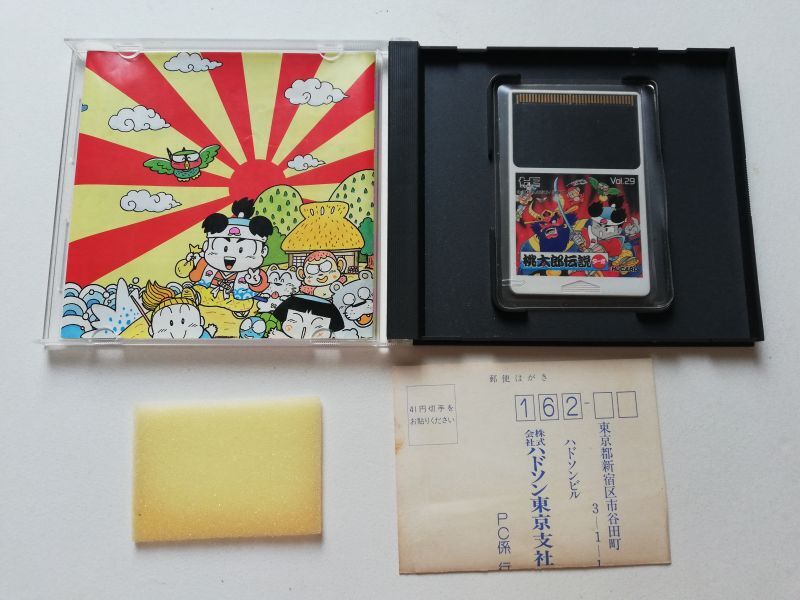 Vol.29
桃太郎伝説
HuCARD
郵便はがき
41円切手を
お貼りください
162-
東京都新宿区市谷田町
3-1-1
ハドソンビル
株式会社ハドソン東京支社
PC係行